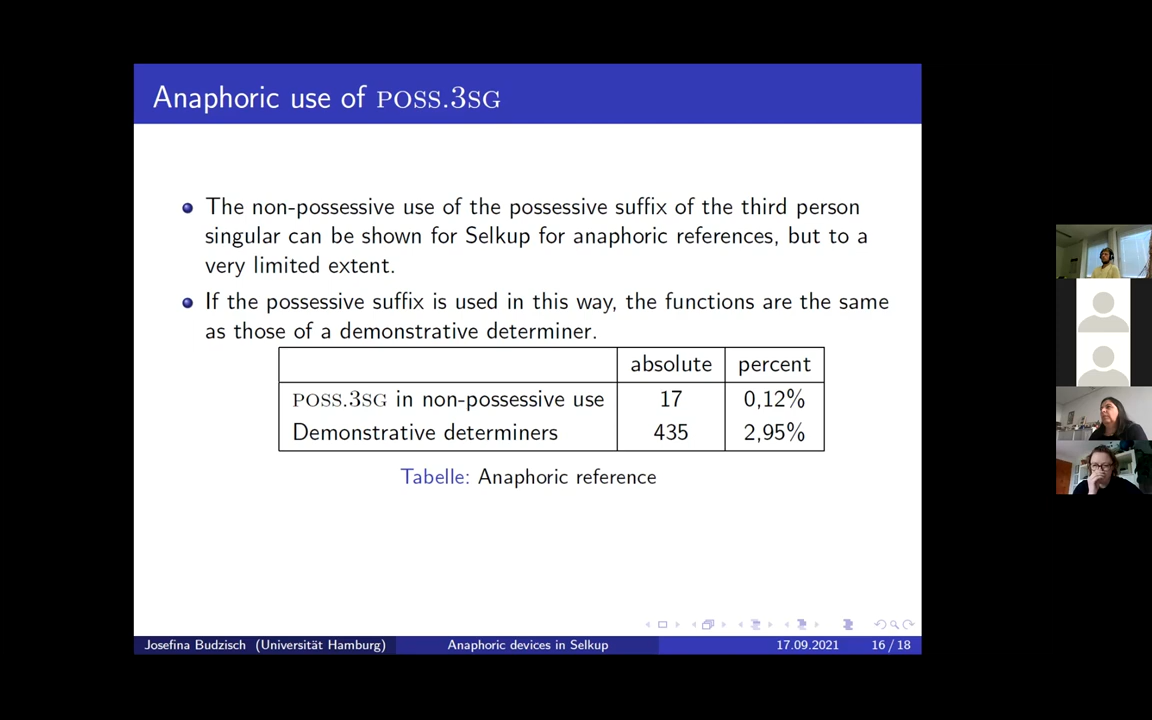 Anaphoric use of POSS.3SG
The non-possessive use of the possessive suffix of the third person
singular can be shown for Selkup for anaphoric references, but to a
very limited extent.
If the possessive suffix is used in this way, the functions are the same
as those of a demonstrative determiner.
absolute percent
POSS.3SG in non-possessive use 17 0,12%
Demonstrative determiners 435 2,95%
Tabelle: Anaphoric reference
Josefina Budzisch (Universität Hamburg) Anaphoric devices in Selkup 17.09.2021 16 / 18